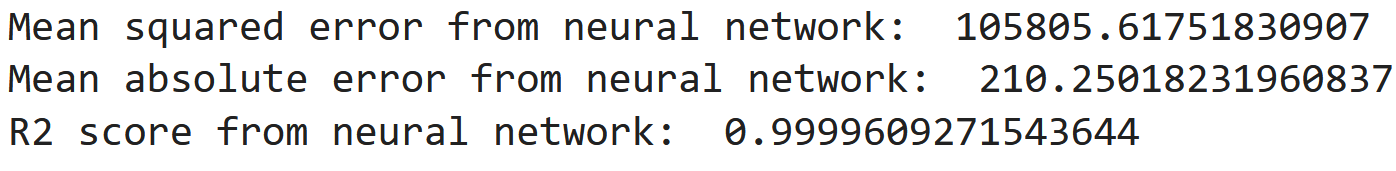 Mean squared error from neural network:  105805.61751830907
Mean absolute error from neural network:  210.25018231960837
R2 score from neural network:  0.9999609271543644